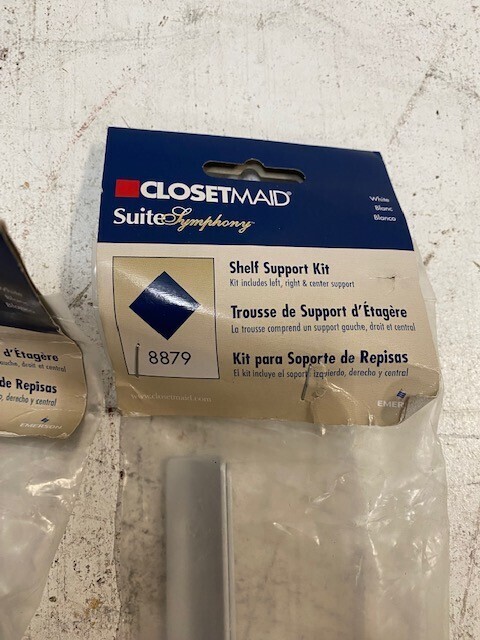 CLOSETMAID®
Suite Symphony™
White
Blanc
Blanco
Shelf Support Kit
Kit includes left, right & center support
Trousse de Support d'Étagère
La trousse comprend un support gauche, droit et central
Kit para Soporte de Repisas
El kit incluye el soporte izquierdo, derecho y central
8879
www.closetmaid.com
EMERS
d'Étagère
gauche, droit et central
de Repisas
, derecho y central
EMERSON